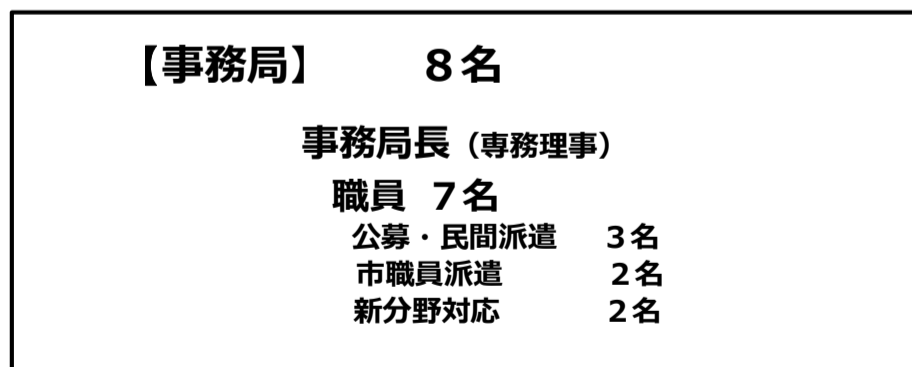 【事務局】　８名
事務局長（専務理事）
職員　７名
公募・民間派遣　３名
市職員派遣　２名
新分野対応　２名